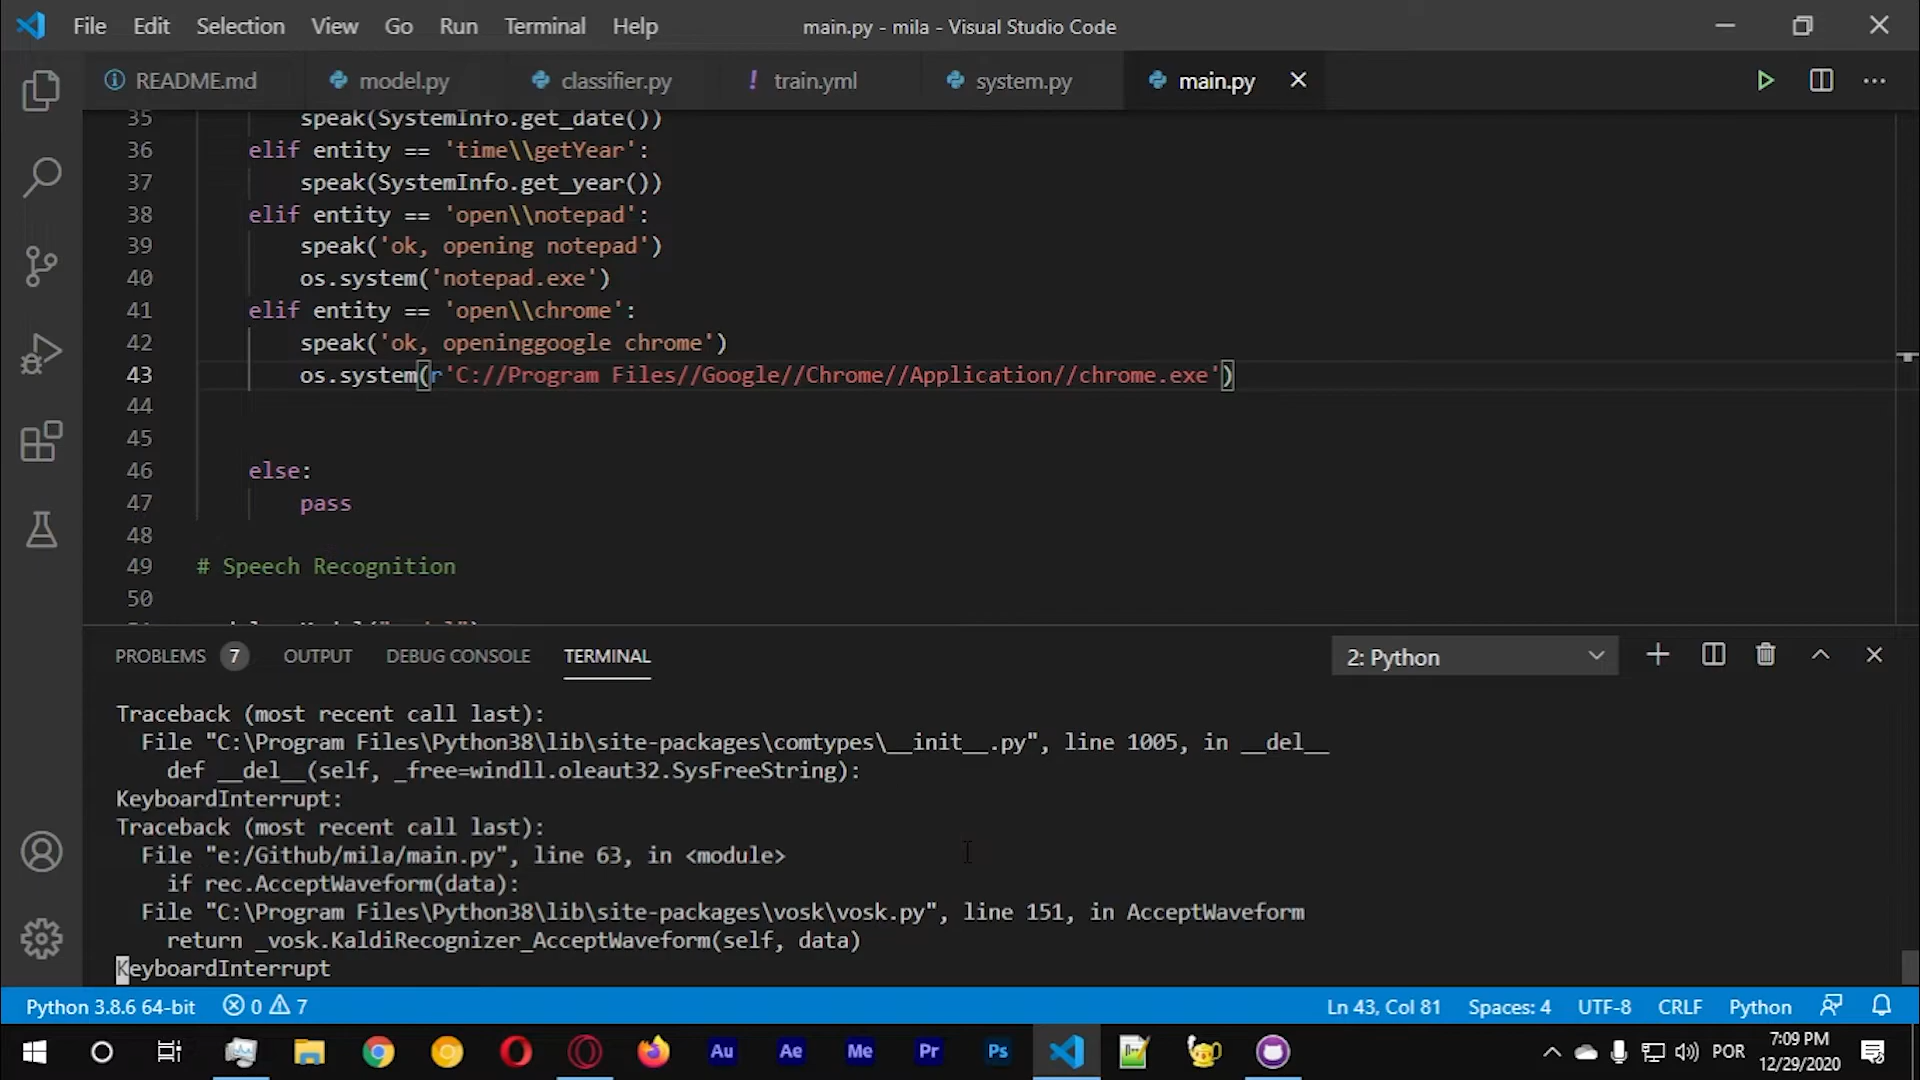 File Edit Selection View Go Run Terminal Help main.py - mila - Visual Studio Code
README.md model.py classifier.py ! train.yml system.py main.py
35 speak(SystemInfo.get_date())
36 elif entity == 'time\\getYear':
37 speak(SystemInfo.get_year())
38 elif entity == 'open\\notepad':
39 speak('ok, opening notepad')
40 os.system('notepad.exe')
41 elif entity == 'open\\chrome':
42 speak('ok, openinggoogle chrome')
43 os.system(r'C://Program Files//Google//Chrome//Application//chrome.exe')
44
45
46 else:
47 pass
48
49 # Speech Recognition
50
PROBLEMS 7 OUTPUT DEBUG CONSOLE TERMINAL 2: Python
Traceback (most recent call last):
File "C:\Program Files\Python38\lib\site-packages\comtypes\__init__.py", line 1005, in __del__
def __del__(self, _free=windll.oleaut32.SysFreeString):
KeyboardInterrupt:
Traceback (most recent call last):
File "e:/Github/mila/main.py", line 63, in <module>
if rec.AcceptWaveform(data):
File "C:\Program Files\Python38\lib\site-packages\vosk\vosk.py", line 151, in AcceptWaveform
return _vosk.KaldiRecognizer_AcceptWaveform(self, data)
KeyboardInterrupt
Python 3.8.6 64-bit 0 7 Ln 43, Col 81 Spaces: 4 UTF-8 CRLF Python
Au Ae Me Pr Ps POR 7:09 PM
12/29/2020